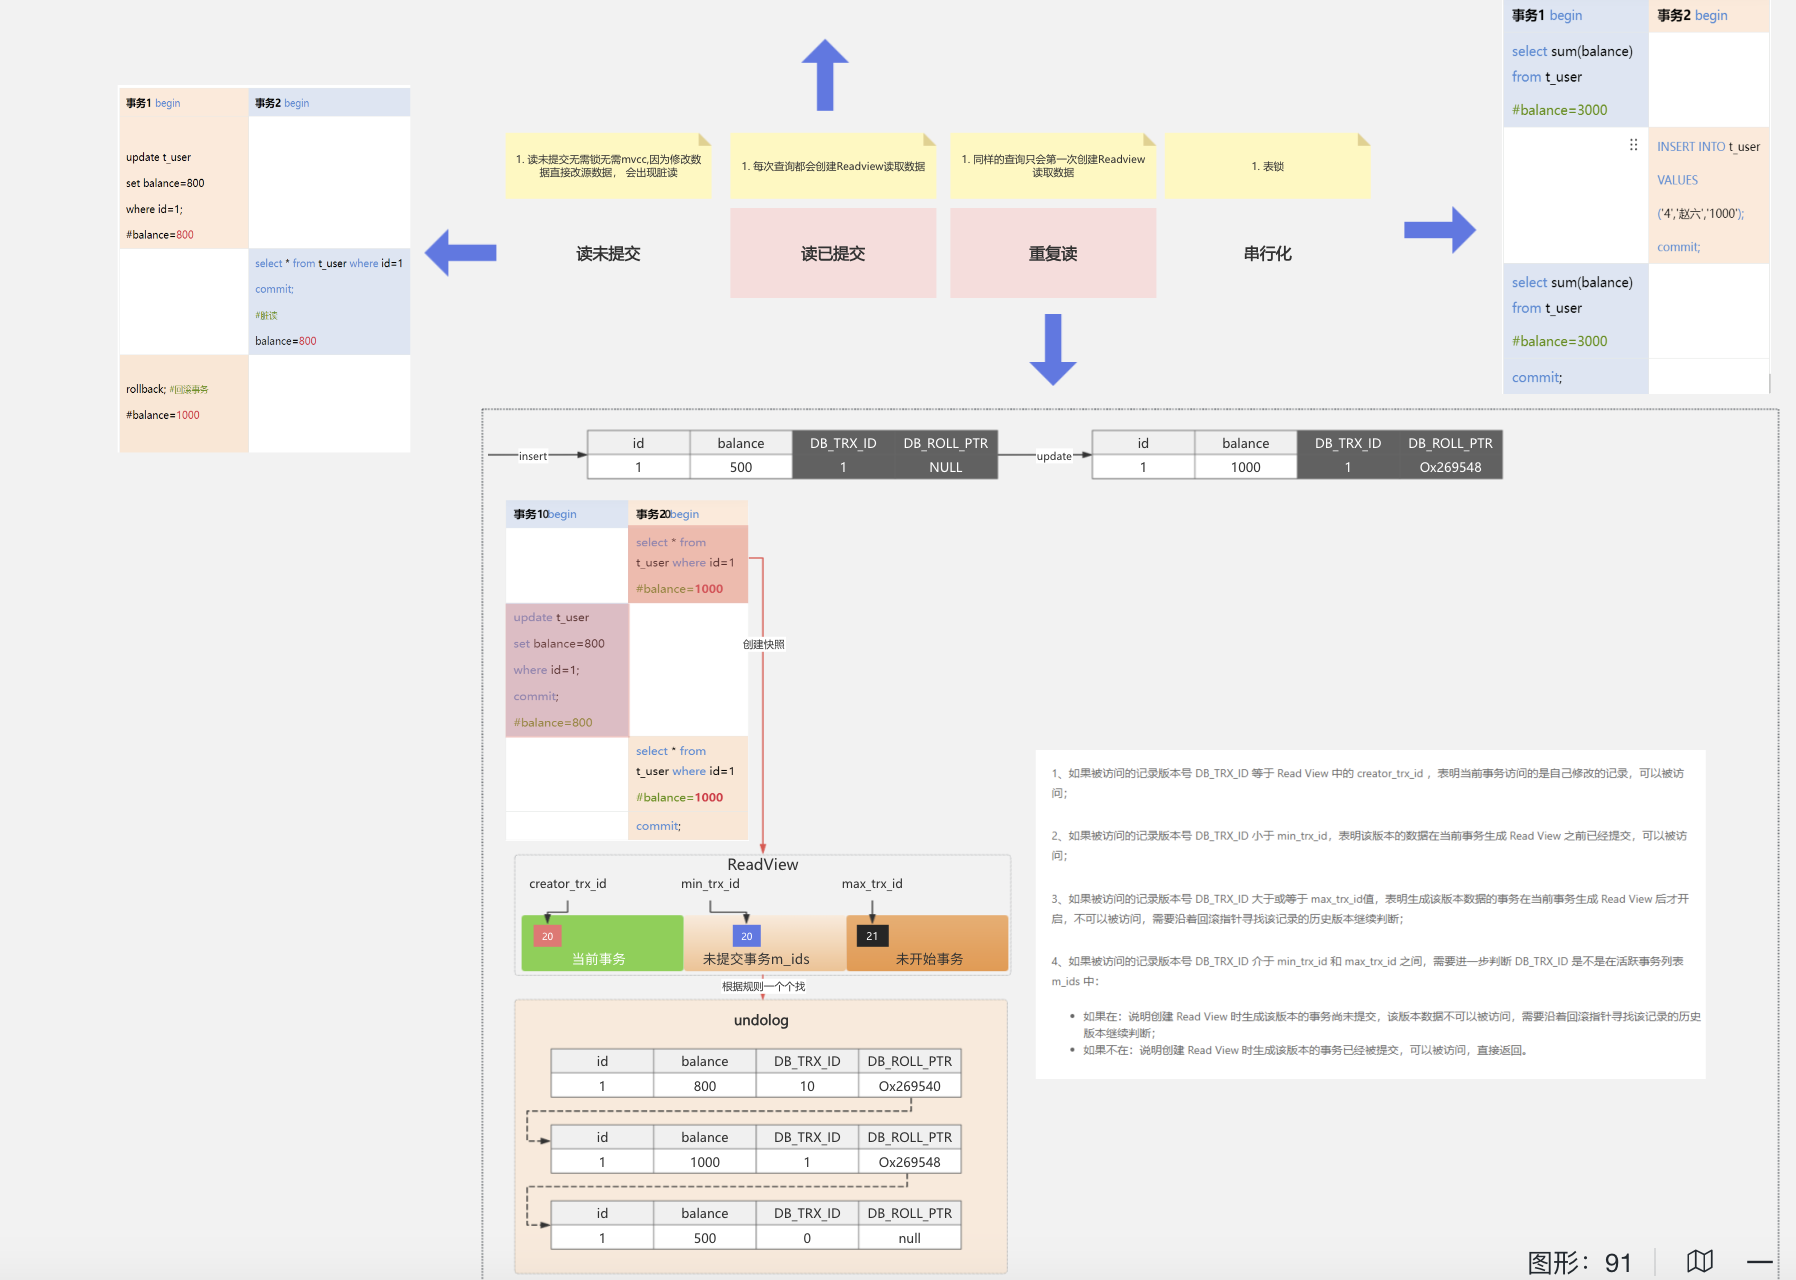 事务1 begin
事务2 begin
update t_user
set balance=800
where id=1;
#balance=800
select * from t_user where id=1
commit;
#脏读
balance=800
rollback; #回滚事务
#balance=1000
1. 读未提交无需锁无需mvcc,因为修改数
据直接改源数据， 会出现脏读
1. 每次查询都会创建Readview读取数据
1. 同样的查询只会第一次创建Readview
读取数据
1. 表锁
读未提交
读已提交
重复读
串行化
事务1 begin
事务2 begin
select sum(balance)
from t_user
#balance=3000
INSERT INTO t_user
VALUES
('4','赵六','1000');
commit;
select sum(balance)
from t_user
#balance=3000
commit;
insert
id balance DB_TRX_ID DB_ROLL_PTR
1 500 1 NULL
update
id balance DB_TRX_ID DB_ROLL_PTR
1 1000 1 Ox269548
事务10begin
事务20begin
select * from
t_user where id=1
#balance=1000
update t_user
set balance=800
where id=1;
commit;
#balance=800
创建快照
select * from
t_user where id=1
#balance=1000
commit;
ReadView
creator_trx_id min_trx_id max_trx_id
20 20 21
当前事务 未提交事务m_ids 未开始事务
根据规则一个个找
undolog
id balance DB_TRX_ID DB_ROLL_PTR
1 800 10 Ox269540
id balance DB_TRX_ID DB_ROLL_PTR
1 1000 1 Ox269548
id balance DB_TRX_ID DB_ROLL_PTR
1 500 0 null
1、如果被访问的记录版本号 DB_TRX_ID 等于 Read View 中的 creator_trx_id ，表明当前事务访问的是自己修改的记录，可以被访
问；
2、如果被访问的记录版本号 DB_TRX_ID 小于 min_trx_id，表明该版本的数据在当前事务生成 Read View 之前已经提交，可以被访
问；
3、如果被访问的记录版本号 DB_TRX_ID 大于或等于 max_trx_id值，表明生成该版本数据的事务在当前事务生成 Read View 后才开
启，不可以被访问，需要沿着回滚指针寻找该记录的历史版本继续判断；
4、如果被访问的记录版本号 DB_TRX_ID 介于 min_trx_id 和 max_trx_id 之间，需要进一步判断 DB_TRX_ID 是不是在活跃事务列表
m_ids 中：
• 如果在：说明创建 Read View 时生成该版本的事务尚未提交，该版本数据不可以被访问，需要沿着回滚指针寻找该记录的历史
版本继续判断；
• 如果不在：说明创建 Read View 时生成该版本的事务已经被提交，可以被访问，直接返回。
图形：91